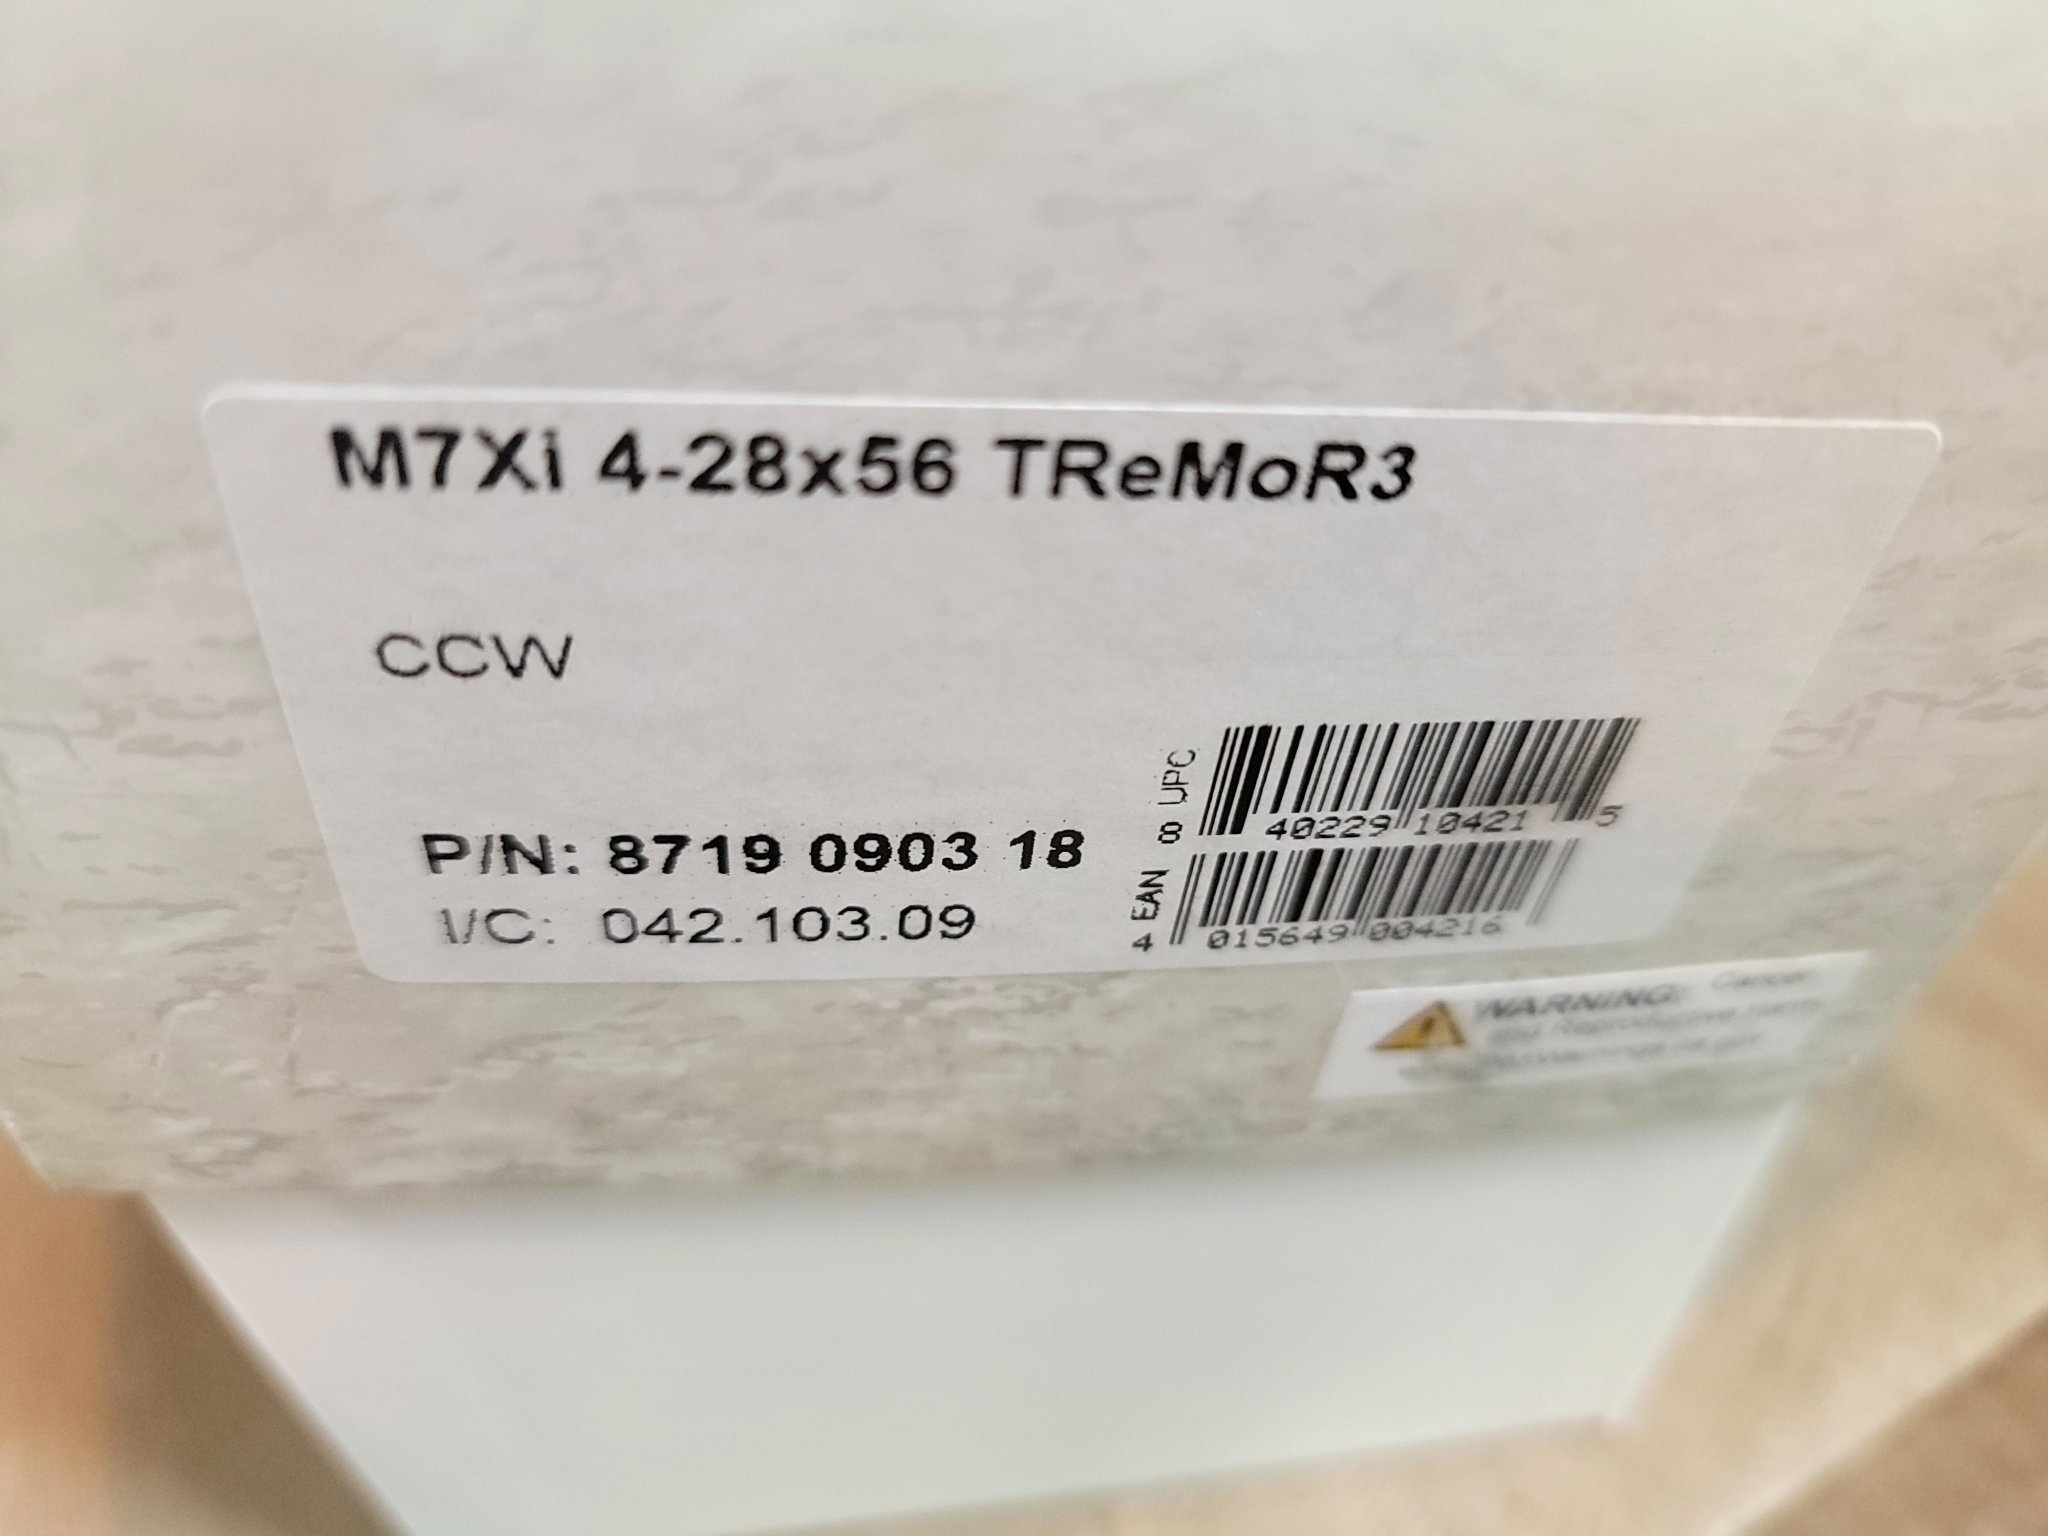 M7Xi 4-28x56 TReMoR3
CCW
P/N: 8719 0903 18
I/C: 042.103.09
8 UPC
40229 10421 5
4 EAN
015649 004216
WARNING: Cancer